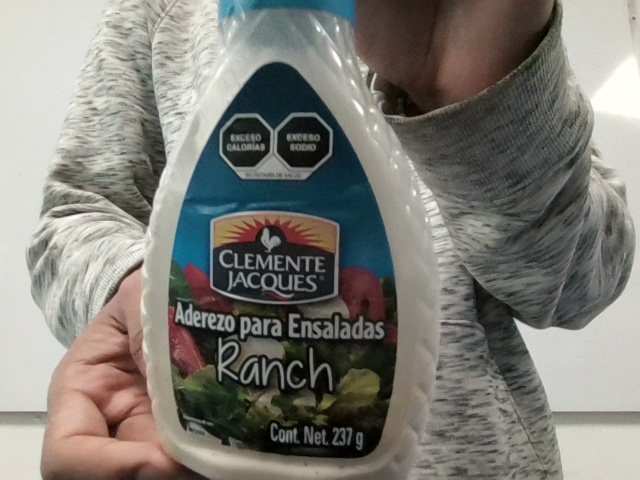 EXCESO
CALORÍAS
EXCESO
SODIO
CLEMENTE
JACQUES®
Aderezo para Ensaladas
Ranch
Cont. Net. 237 g